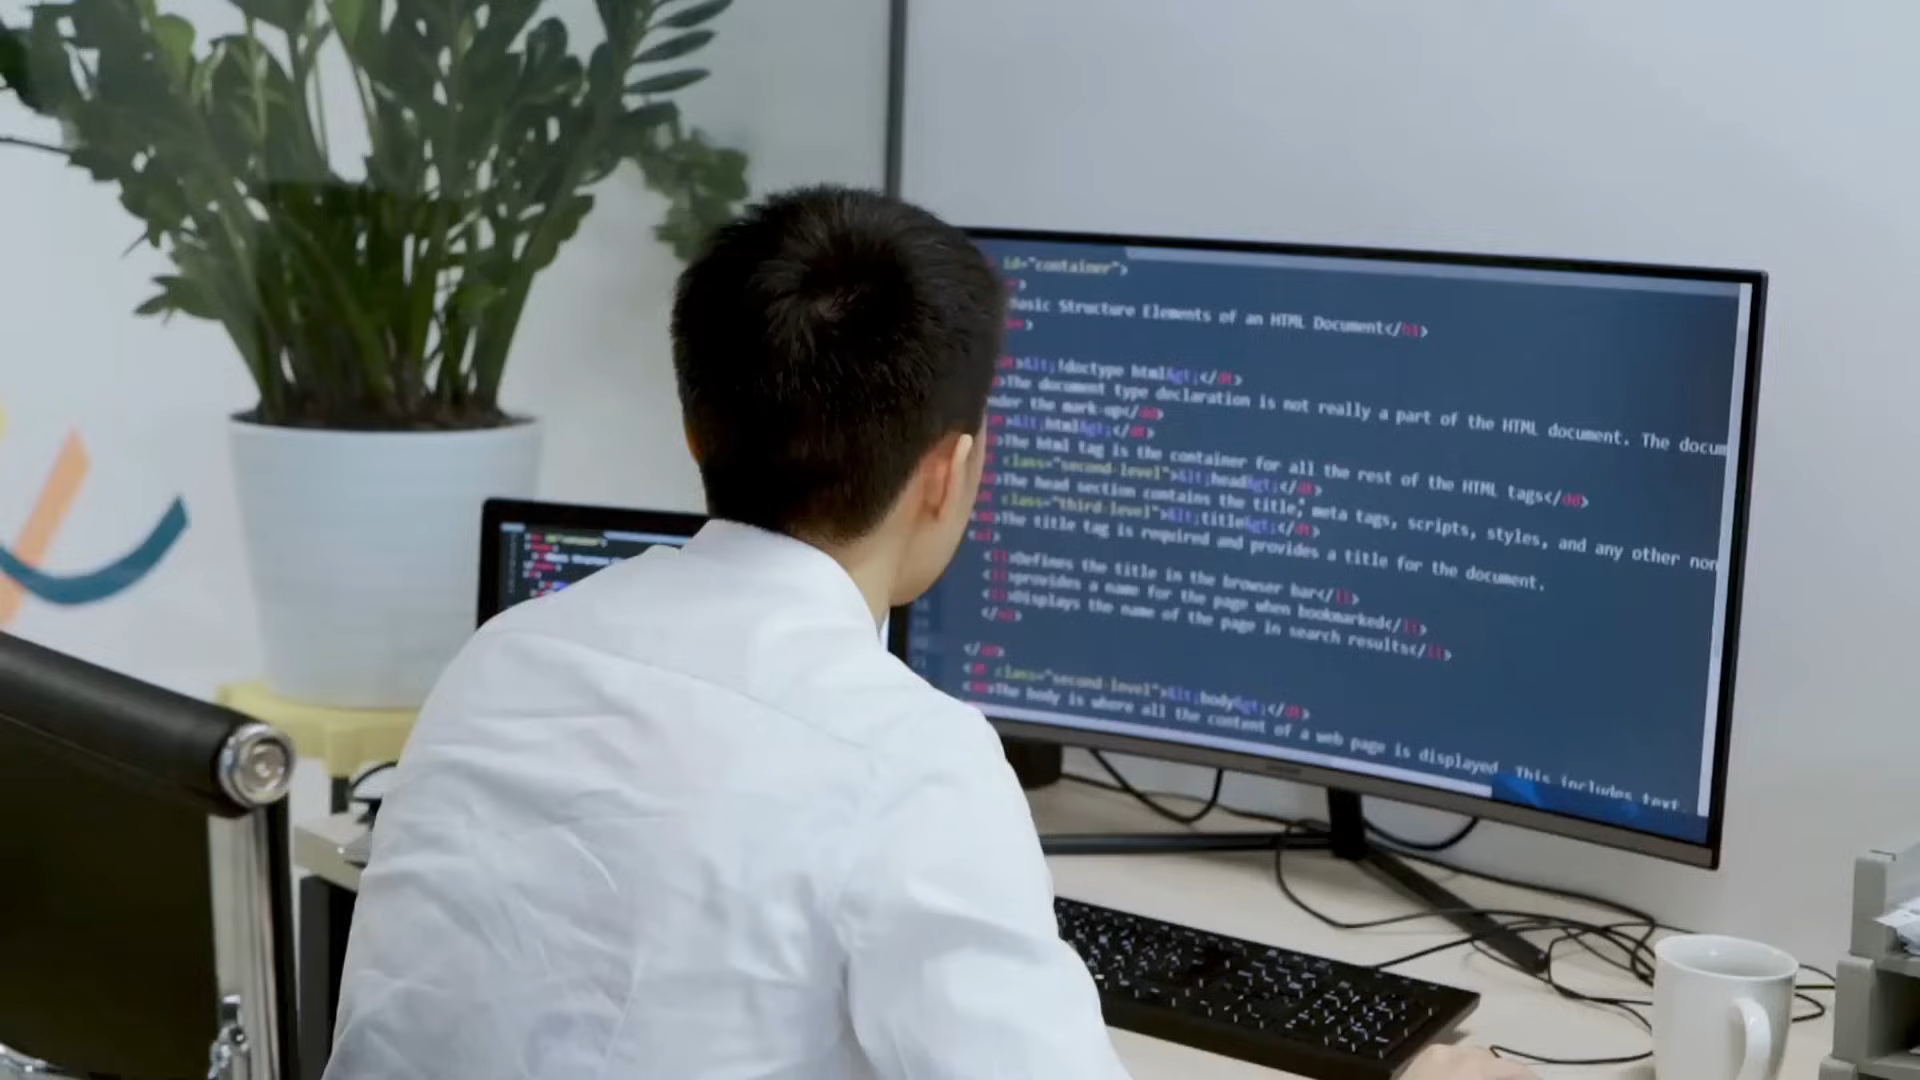 id="container">
>
Basic Structure Elements of an HTML Document</h1>
>
>&lt;!doctype html&gt;</dt>
>The document type declaration is not really a part of the HTML document. The docum
nder the mark-up</dd>
>&lt;html&gt;</dt>
>The html tag is the container for all the rest of the HTML tags</dd>
class="second-level">&lt;head&gt;</dt>
>The head section contains the title, meta tags, scripts, styles, and any other non
class="third-level">&lt;title&gt;</dt>
>The title tag is required and provides a title for the document.
<ul>
<li>Defines the title in the browser bar</li>
<li>provides a name for the page when bookmarked</li>
<li>Displays the name of the page in search results</li>
</ul>
</dd>
<dt class="second-level">&lt;body&gt;</dt>
<dd>The body is where all the content of a web page is displayed. This includes text,